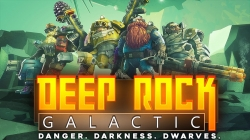 DEEP ROCK
GALACTIC
DANGER. DARKNESS. DWARVES.